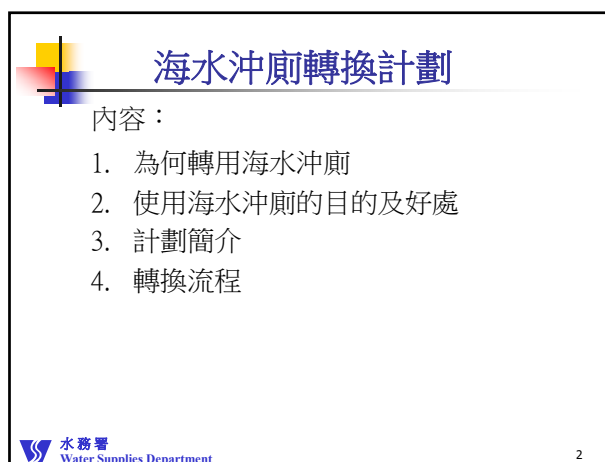 海水沖廁轉換計劃
內容：
1. 為何轉用海水沖廁
2. 使用海水沖廁的目的及好處
3. 計劃簡介
4. 轉換流程
水務署
Water Supplies Department
2